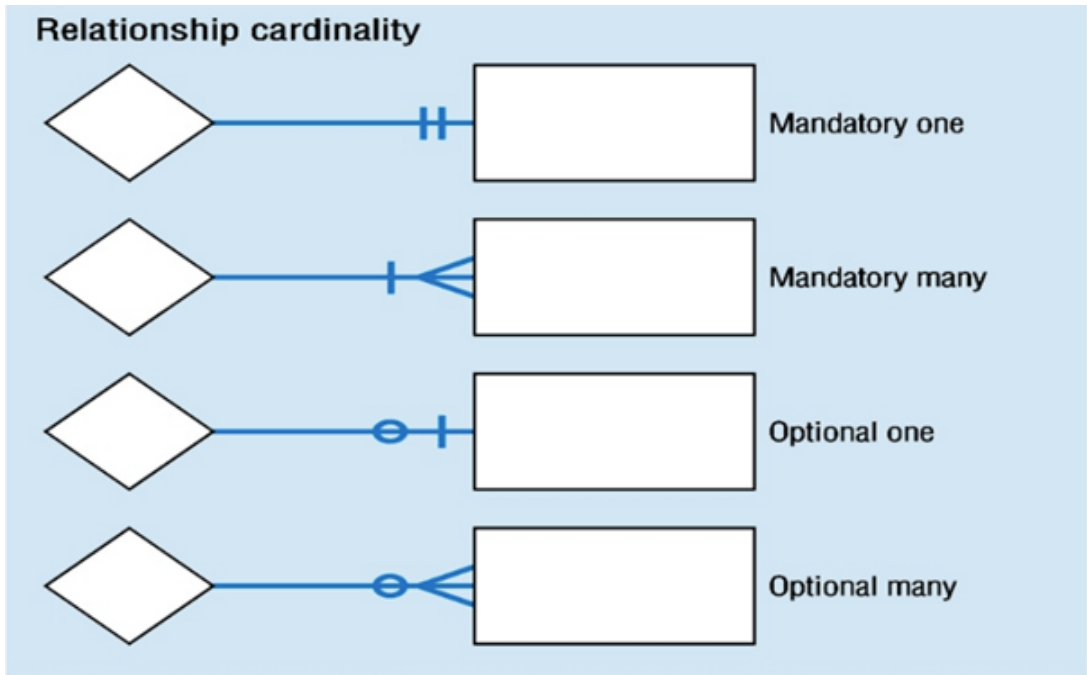 Relationship cardinality
Mandatory one
Mandatory many
Optional one
Optional many